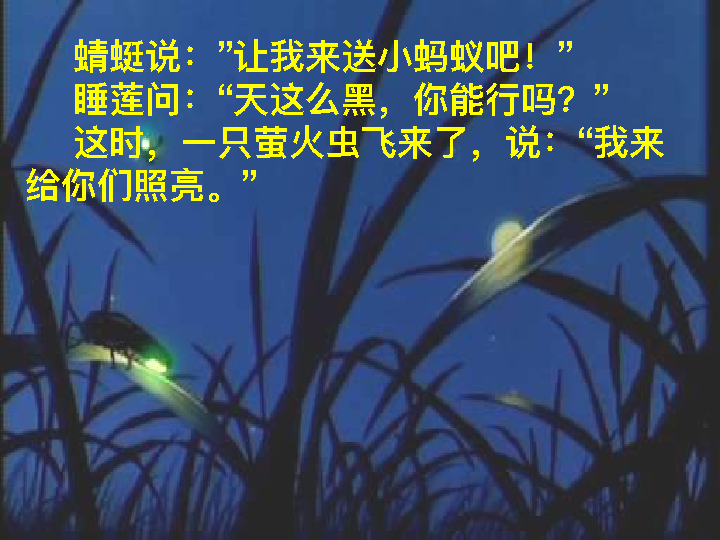 蜻蜓说：”让我来送小蚂蚁吧！”
睡莲问：“天这么黑，你能行吗？”
这时，一只萤火虫飞来了，说：“我来
给你们照亮。”